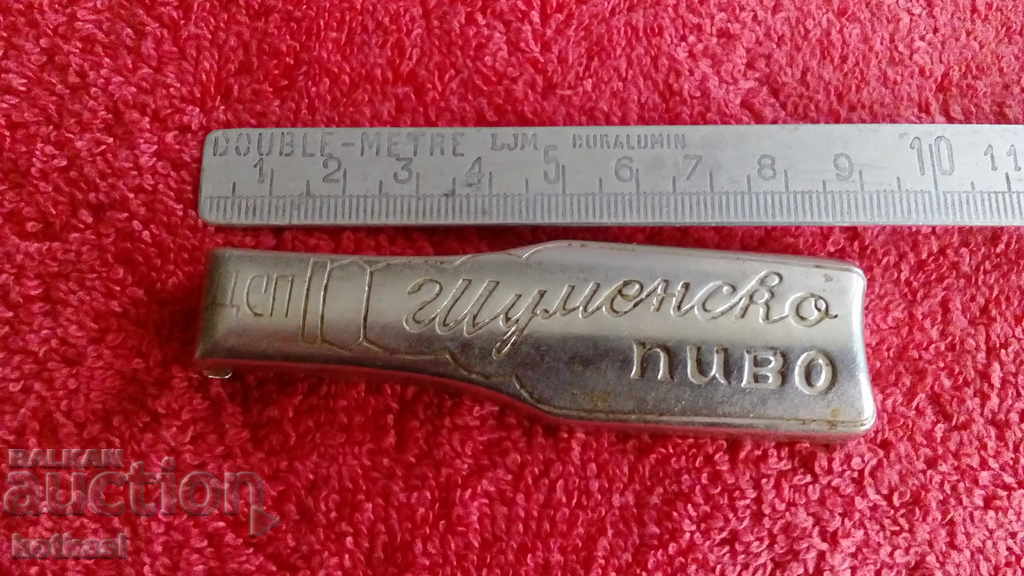 DOUBLE-METRE LJM DURALUMIN
1 2 3 4 5 6 7 8 9 10 11
ДСП Шуменско
пиво
BALKAN
auction
kotkasl